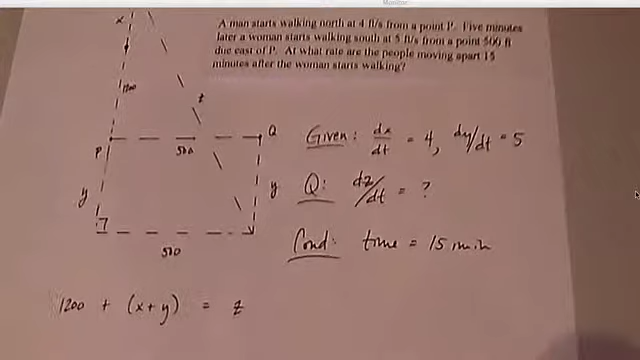 A man starts walking north at 4 ft/s from a point P. Five minutes
later a woman starts walking south at 5 ft/s from a point 500 ft
due east of P. At what rate are the people moving apart 15
minutes after the woman starts walking?
x
1200
z
P
500
Q
y
y
500
Given: dx/dt = 4, dy/dt = 5
Q: dz/dt = ?
Cond: time = 15 min
1200 + (x+y) = z